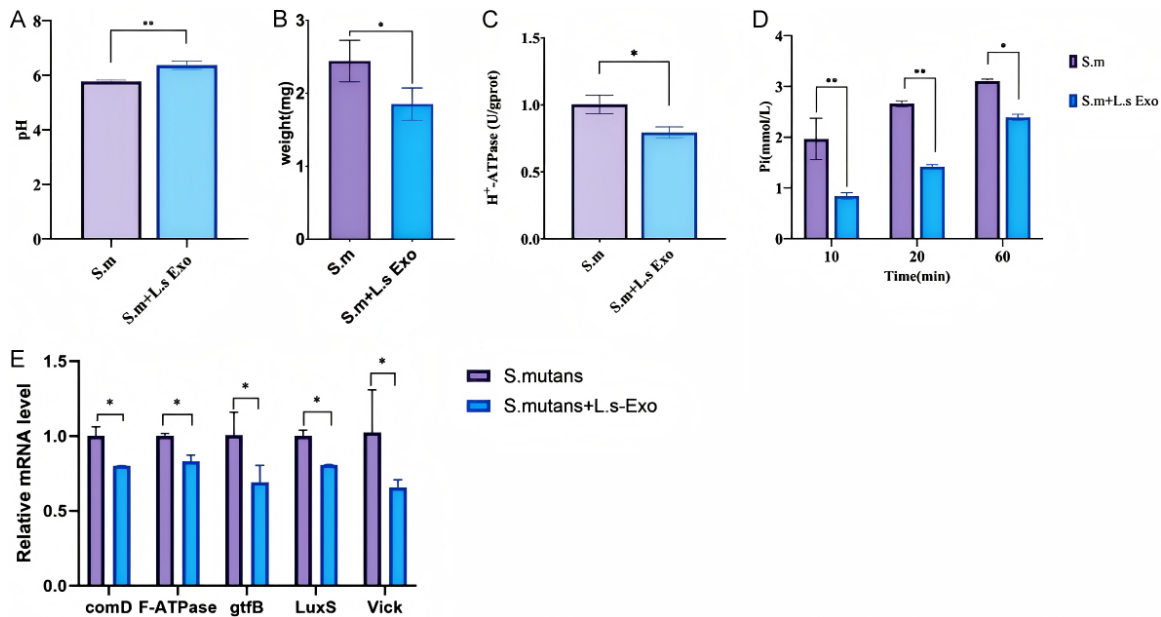 A
pH
8
6
4
2
0
**
S.m
S.m+L.s Exo
B
weight(mg)
3
2
1
0
*
S.m
S.m+L.s Exo
C
H⁺-ATPase (U/gprot)
1.5
1.0
0.5
0.0
*
S.m
S.m+L.s Exo
D
Pi(mmol/L)
4
3
2
1
0
**
**
*
10 20 60
Time(min)
S.m
S.m+L.s Exo
E
Relative mRNA level
1.5
1.0
0.5
0.0
* * * * *
comD F-ATPase gtfB LuxS Vick
S.mutans
S.mutans+L.s-Exo